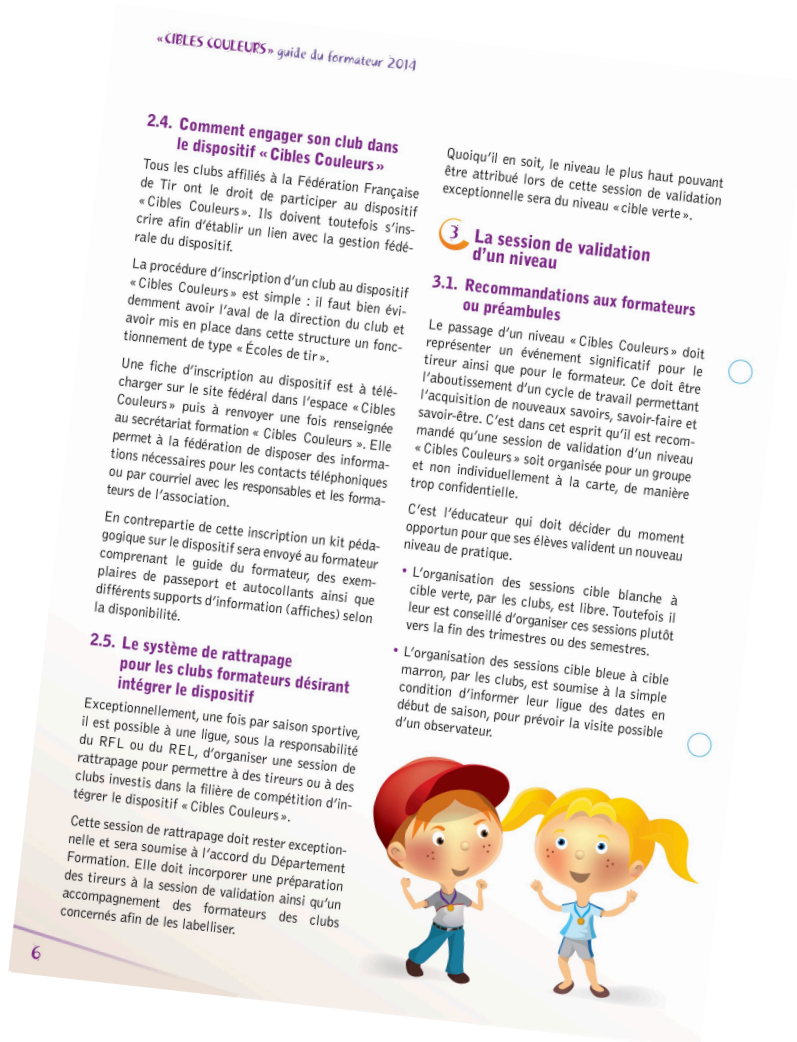 « CIBLES COULEURS » guide du formateur 2014
2.4. Comment engager son club dans
le dispositif « Cibles Couleurs »
Tous les clubs affiliés à la Fédération Française
de Tir ont le droit de participer au dispositif
« Cibles Couleurs ». Ils doivent toutefois s'ins-
crire afin d'établir un lien avec la gestion fédé-
rale du dispositif.
La procédure d'inscription d'un club au dispositif
« Cibles Couleurs » est simple : il faut bien évi-
demment avoir l'aval de la direction du club et
avoir mis en place dans cette structure un fonc-
tionnement de type « Écoles de tir ».
Une fiche d'inscription au dispositif est à télé-
charger sur le site fédéral dans l'espace « Cibles
Couleurs » puis à renvoyer une fois renseignée
au secrétariat formation « Cibles Couleurs ». Elle
permet à la fédération de disposer des informa-
tions nécessaires pour les contacts téléphoniques
ou par courriel avec les responsables et les forma-
teurs de l'association.
En contrepartie de cette inscription un kit péda-
gogique sur le dispositif sera envoyé au formateur
comprenant le guide du formateur, des exem-
plaires de passeport et autocollants ainsi que
différents supports d'information (affiches) selon
la disponibilité.
2.5. Le système de rattrapage
pour les clubs formateurs désirant
intégrer le dispositif
Exceptionnellement, une fois par saison sportive,
il est possible à une ligue, sous la responsabilité
du RFL ou du REL, d'organiser une session de
rattrapage pour permettre à des tireurs ou à des
clubs investis dans la filière de compétition d'in-
tégrer le dispositif « Cibles Couleurs ».
Cette session de rattrapage doit rester exception-
nelle et sera soumise à l'accord du Département
Formation. Elle doit incorporer une préparation
des tireurs à la session de validation ainsi qu'un
accompagnement des formateurs des clubs
concernés afin de les labelliser.
6
Quoiqu'il en soit, le niveau le plus haut pouvant
être attribué lors de cette session de validation
exceptionnelle sera du niveau « cible verte ».
3 La session de validation
d'un niveau
3.1. Recommandations aux formateurs
ou préambules
Le passage d'un niveau « Cibles Couleurs » doit
représenter un événement significatif pour le
tireur ainsi que pour le formateur. Ce doit être
l'aboutissement d'un cycle de travail permettant
l'acquisition de nouveaux savoirs, savoir-faire et
savoir-être. C'est dans cet esprit qu'il est recom-
mandé qu'une session de validation d'un niveau
« Cibles Couleurs » soit organisée pour un groupe
et non individuellement à la carte, de manière
trop confidentielle.
C'est l'éducateur qui doit décider du moment
opportun pour que ses élèves valident un nouveau
niveau de pratique.
• L'organisation des sessions cible blanche à
cible verte, par les clubs, est libre. Toutefois il
leur est conseillé d'organiser ces sessions plutôt
vers la fin des trimestres ou des semestres.
• L'organisation des sessions cible bleue à cible
marron, par les clubs, est soumise à la simple
condition d'informer leur ligue des dates en
début de saison, pour prévoir la visite possible
d'un observateur.